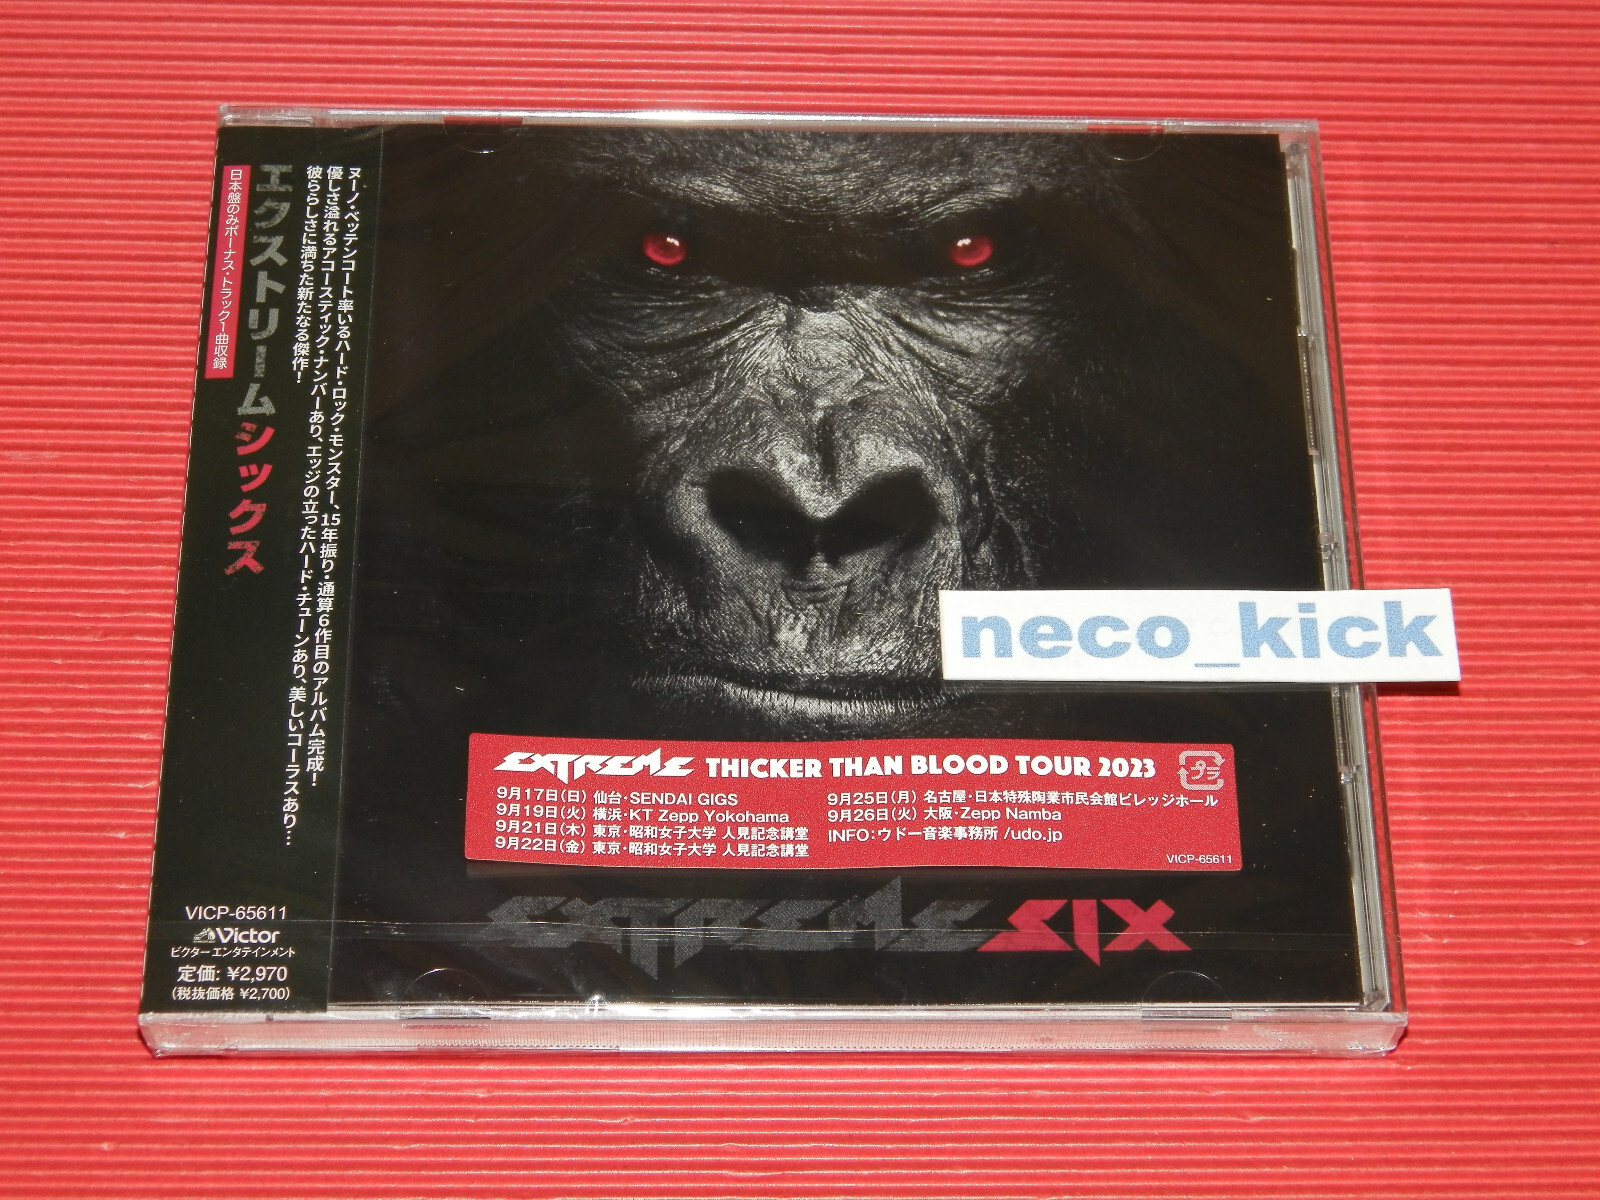 日本盤のみボーナス・トラック1曲収録
エクストリーム シックス
ヌーノ・ベッテンコート率いるハード・ロック・モンスター、15年振り・通算6作目のアルバム完成!
優しさ溢れるアコースティック・ナンバーあり、エッジの立ったハード・チューンあり、美しいコーラスあり…
彼ららしさに満ちた新たなる傑作!
VICP-65611
Victor
ビクターエンタテインメント
定価: ¥2,970
(税抜価格 ¥2,700)
neco_kick
EXTREME THICKER THAN BLOOD TOUR 2023
プラ
9月17日(日) 仙台・SENDAI GIGS
9月19日(火) 横浜・KT Zepp Yokohama
9月21日(木) 東京・昭和女子大学 人見記念講堂
9月22日(金) 東京・昭和女子大学 人見記念講堂
9月25日(月) 名古屋・日本特殊陶業市民会館ビレッジホール
9月26日(火) 大阪・Zepp Namba
INFO:ウドー音楽事務所 /udo.jp
VICP-65611
EXTREME SIX